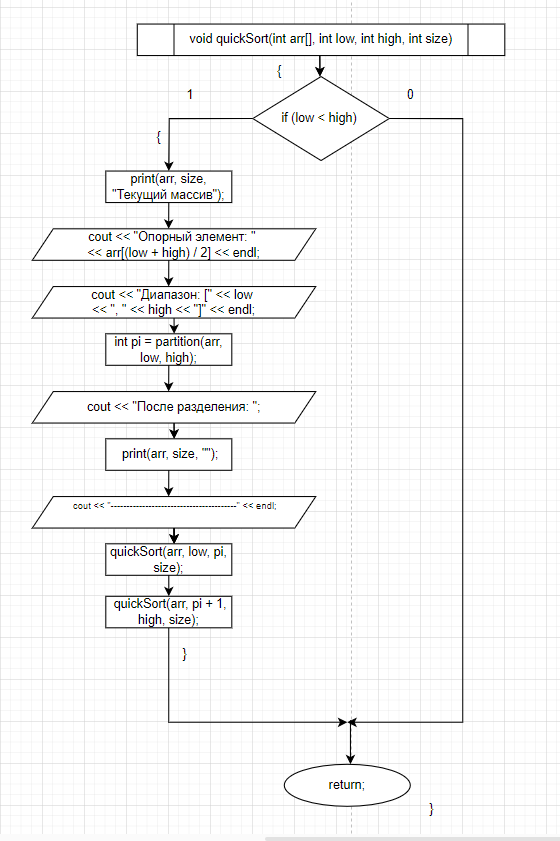 void quickSort(int arr[], int low, int high, int size)
{
1
0
if (low < high)
{
print(arr, size,
"Текущий массив");
cout << "Опорный элемент: "
<< arr[(low + high) / 2] << endl;
cout << "Диапазон: [" << low
<< ", " << high << "]" << endl;
int pi = partition(arr,
low, high);
cout << "После разделения: ";
print(arr, size, "");
cout << "----------------------------------------" << endl;
quickSort(arr, low, pi,
size);
quickSort(arr, pi + 1,
high, size);
}
return;
}